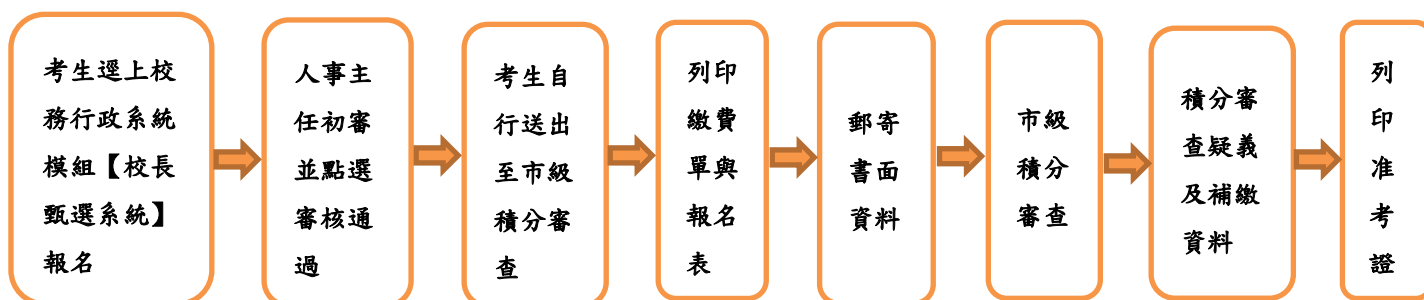 考生逕上校
務行政系統
模組【校長
甄選系統】
報名
人事主
任初審
並點選
審核通
過
考生自
行送出
至市級
積分審
查
列印
繳費
單與
報名
表
郵寄
書面
資料
市級
積分
審查
積分審
查疑義
及補繳
資料
列
印
准
考
證